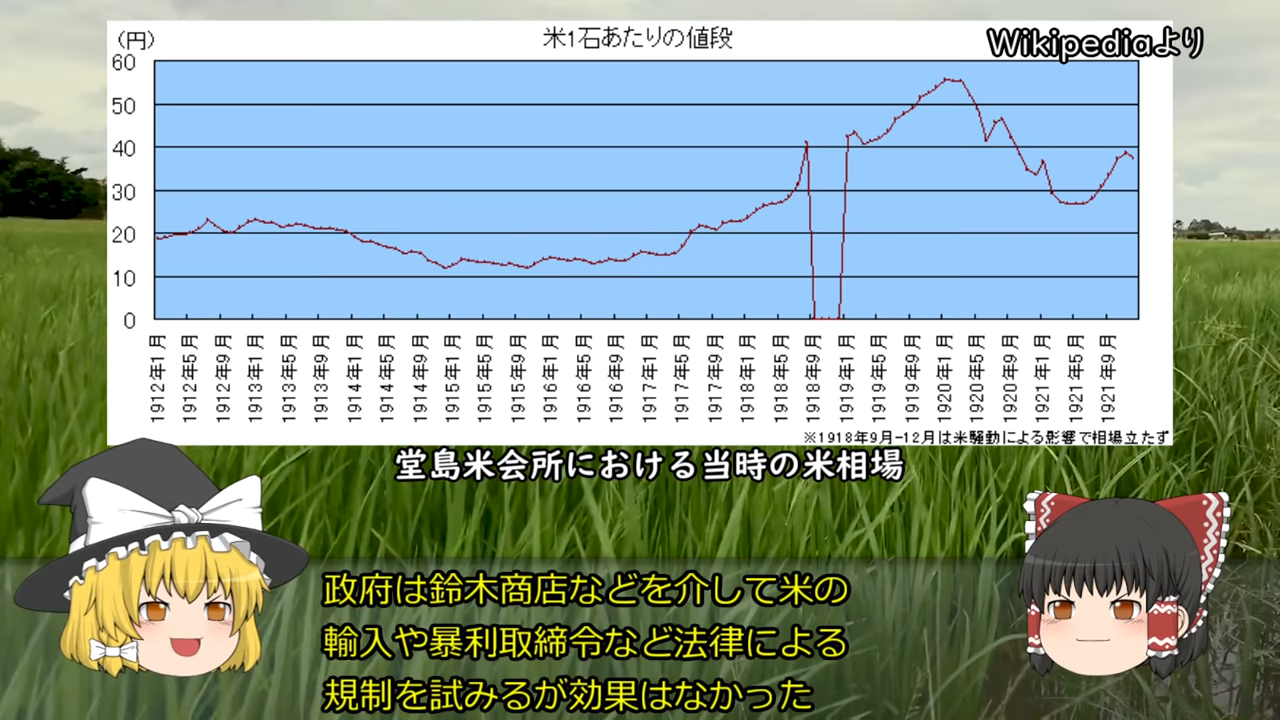 (円)
米1石あたりの値段
Wikipediaより
60
50
40
30
20
10
0
1912年1月
1912年5月
1912年9月
1913年1月
1913年5月
1913年9月
1914年1月
1914年5月
1914年9月
1915年1月
1915年5月
1915年9月
1916年1月
1916年5月
1916年9月
1917年1月
1917年5月
1917年9月
1918年1月
1918年5月
1918年9月
1919年1月
1919年5月
1919年9月
1920年1月
1920年5月
1920年9月
1921年1月
1921年5月
1921年9月
※1918年9月-12月は米騒動による影響で相場立たず
堂島米会所における当時の米相場
政府は鈴木商店などを介して米の
輸入や暴利取締令など法律による
規制を試みるが効果はなかった